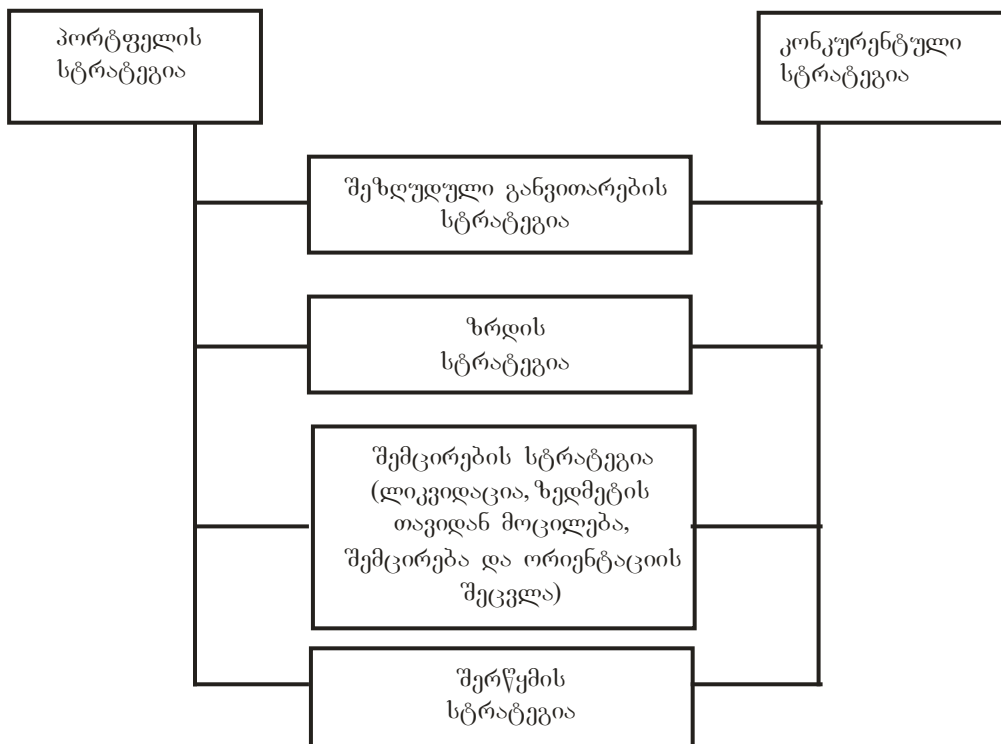 პორტფელის
სტრატეგია
კონკურენტული
სტრატეგია
შეზღუდული განვითარების
სტრატეგია
ზრდის
სტრატეგია
შემცირების სტრატეგია
(ლიკვიდაცია, ზედმეტის
თავიდან მოცილება,
შემცირება და ორიენტაციის
შეცვლა)
შერწყმის
სტრატეგია